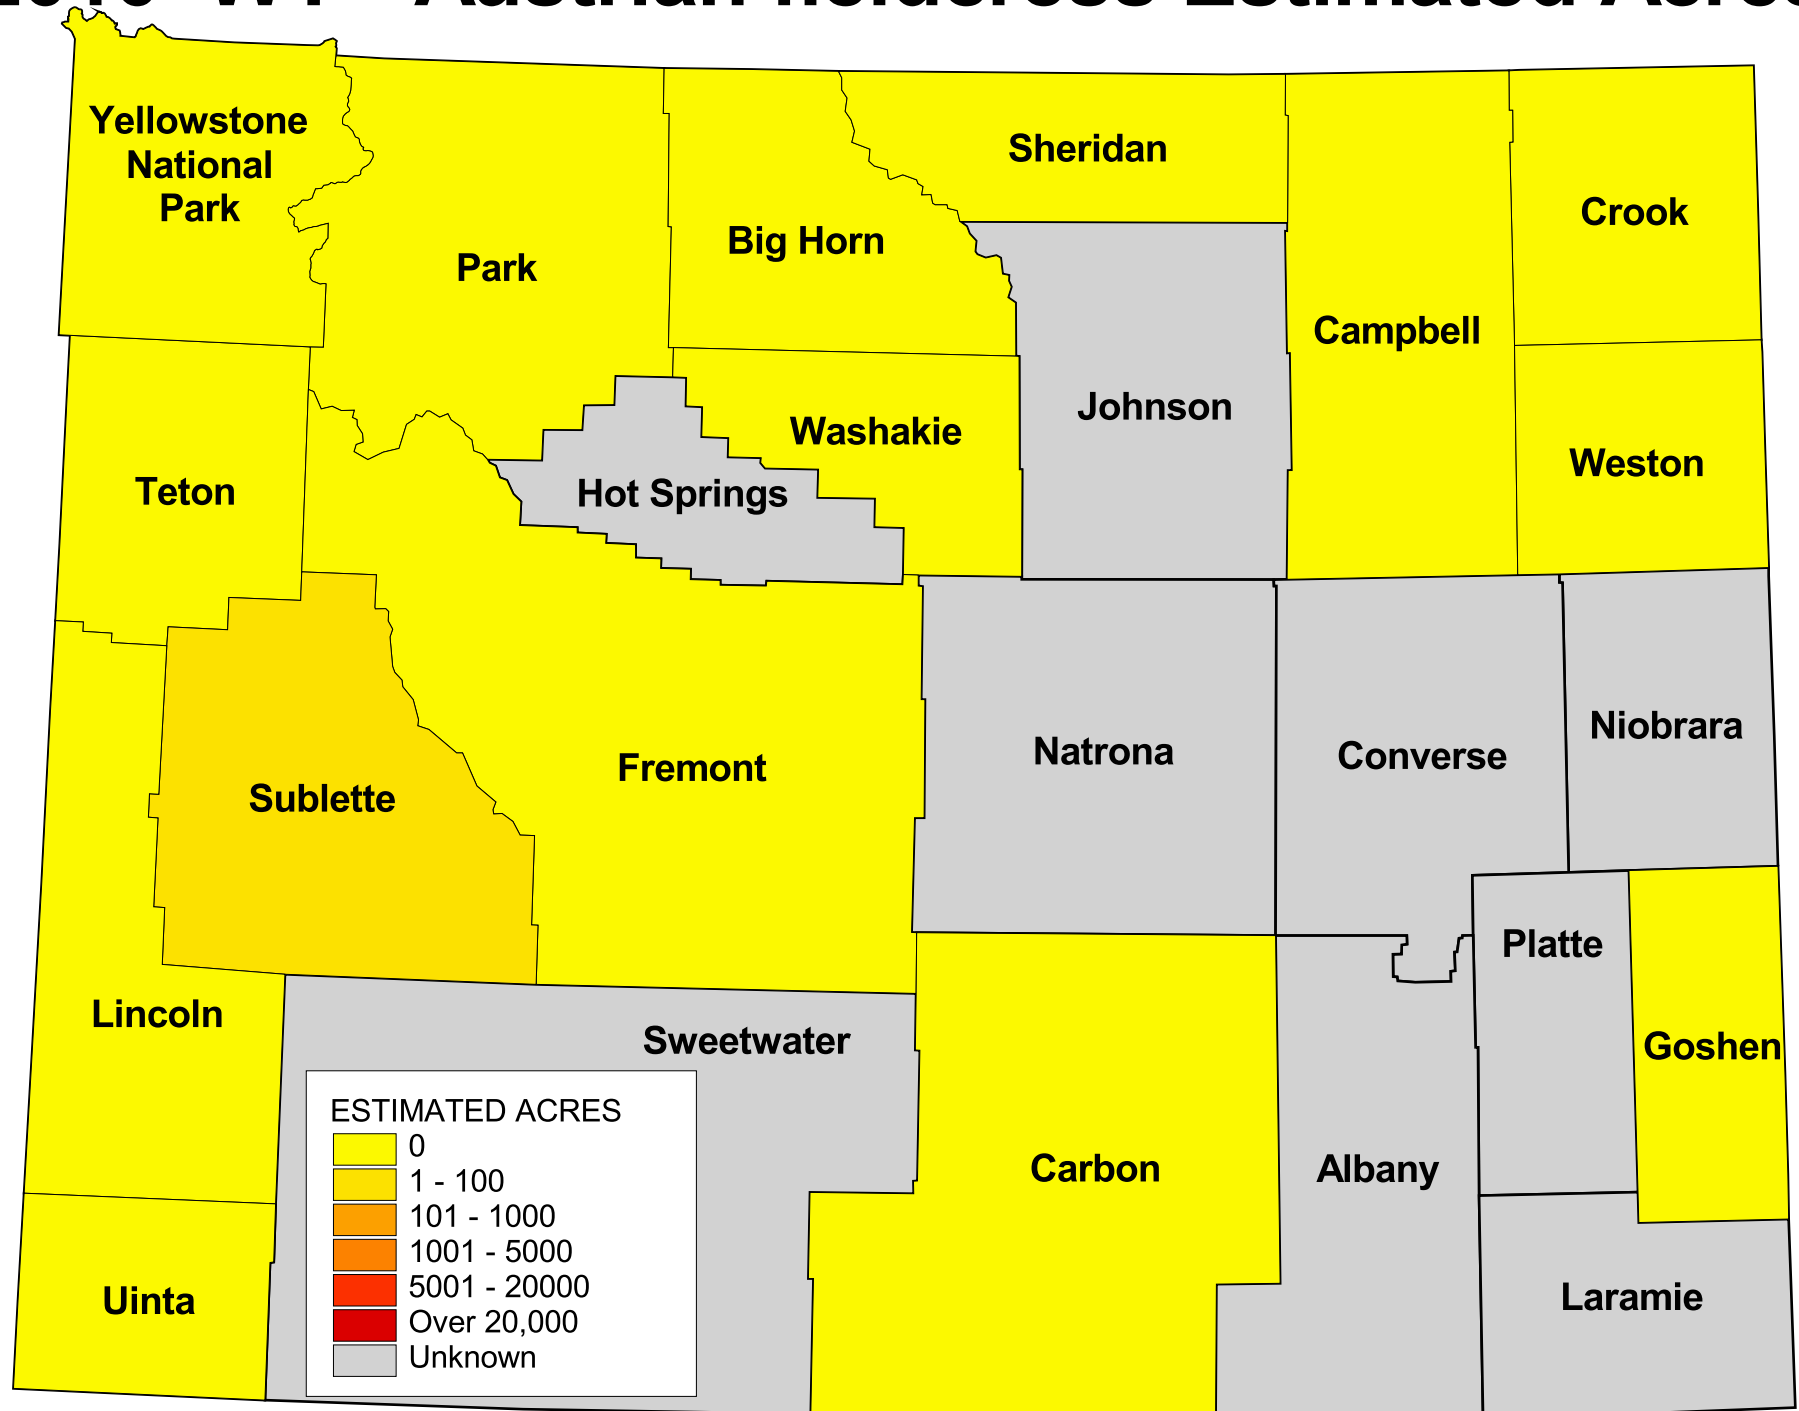 Estimated
Yellowstone
National
Park
Park
Big Horn
Sheridan
Campbell
Crook
Johnson
Washakie
Hot Springs
Weston
Teton
Sublette
Fremont
Natrona
Converse
Niobrara
Platte
Goshen
Lincoln
Sweetwater
Carbon
Albany
Uinta
Laramie
ESTIMATED ACRES
0
1 - 100
101 - 1000
1001 - 5000
5001 - 20000
Over 20,000
Unknown